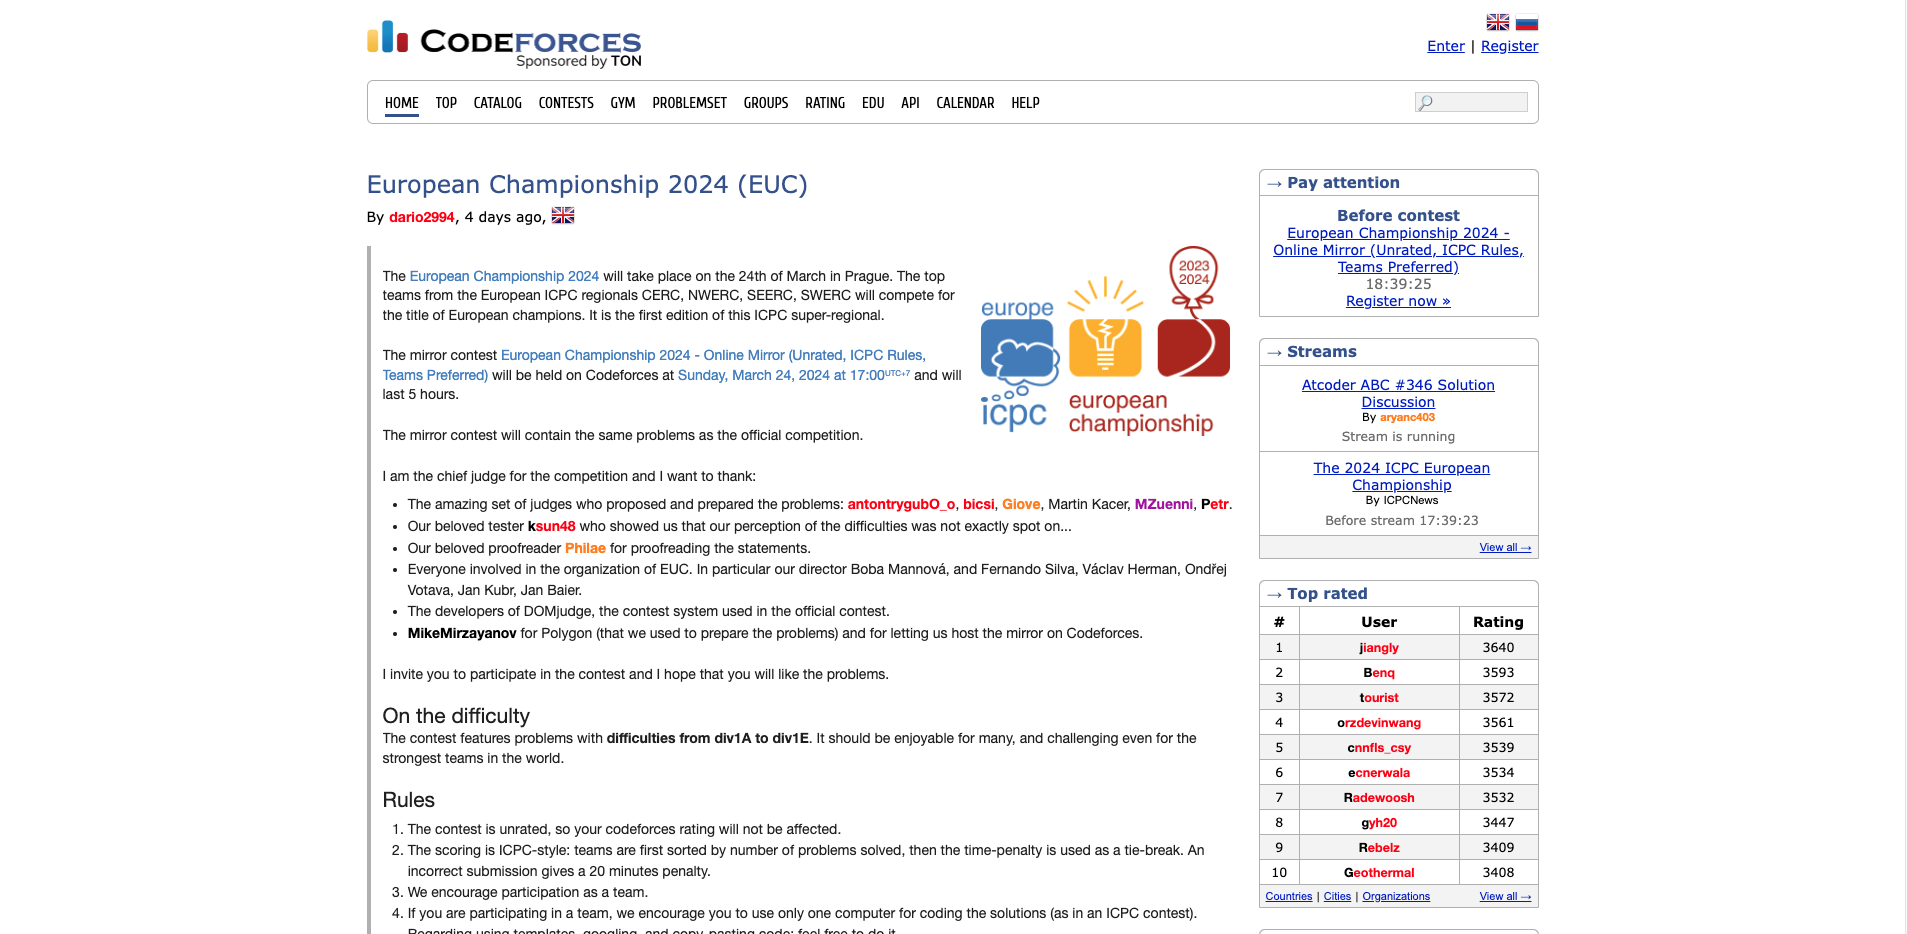 CODEFORCES
Sponsored by TON
Enter | Register
HOME TOP CATALOG CONTESTS GYM PROBLEMSET GROUPS RATING EDU API CALENDAR HELP
European Championship 2024 (EUC)
By dario2994, 4 days ago,
The European Championship 2024 will take place on the 24th of March in Prague. The top
teams from the European ICPC regionals CERC, NWERC, SEERC, SWERC will compete for
the title of European champions. It is the first edition of this ICPC super-regional.
The mirror contest European Championship 2024 - Online Mirror (Unrated, ICPC Rules,
Teams Preferred) will be held on Codeforces at Sunday, March 24, 2024 at 17:00UTC+7 and will
last 5 hours.
The mirror contest will contain the same problems as the official competition.
2023
2024
europe
icpc
european
championship
I am the chief judge for the competition and I want to thank:
• The amazing set of judges who proposed and prepared the problems: antontrygubO_o, bicsi, Giove, Martin Kacer, MZuenni, Petr.
• Our beloved tester ksun48 who showed us that our perception of the difficulties was not exactly spot on...
• Our beloved proofreader Philae for proofreading the statements.
• Everyone involved in the organization of EUC. In particular our director Boba Mannová, and Fernando Silva, Václav Herman, Ondřej
Votava, Jan Kubr, Jan Baier.
• The developers of DOMjudge, the contest system used in the official contest.
• MikeMirzayanov for Polygon (that we used to prepare the problems) and for letting us host the mirror on Codeforces.
I invite you to participate in the contest and I hope that you will like the problems.
On the difficulty
The contest features problems with difficulties from div1A to div1E. It should be enjoyable for many, and challenging even for the
strongest teams in the world.
Rules
1. The contest is unrated, so your codeforces rating will not be affected.
2. The scoring is ICPC-style: teams are first sorted by number of problems solved, then the time-penalty is used as a tie-break. An
incorrect submission gives a 20 minutes penalty.
3. We encourage participation as a team.
4. If you are participating in a team, we encourage you to use only one computer for coding the solutions (as in an ICPC contest).
Regarding using templates, googling, and copy-pasting code: feel free to do it.
→ Pay attention
Before contest
European Championship 2024 -
Online Mirror (Unrated, ICPC Rules,
Teams Preferred)
18:39:25
Register now »
→ Streams
Atcoder ABC #346 Solution
Discussion
By aryanc403
Stream is running
The 2024 ICPC European
Championship
By ICPCNews
Before stream 17:39:23
View all →
→ Top rated
# User Rating
1 jiangly 3640
2 Benq 3593
3 tourist 3572
4 orzdevinwang 3561
5 cnnfls_csy 3539
6 ecnerwala 3534
7 Radewoosh 3532
8 gyh20 3447
9 Rebelz 3409
10 Geothermal 3408
Countries | Cities | Organizations View all →